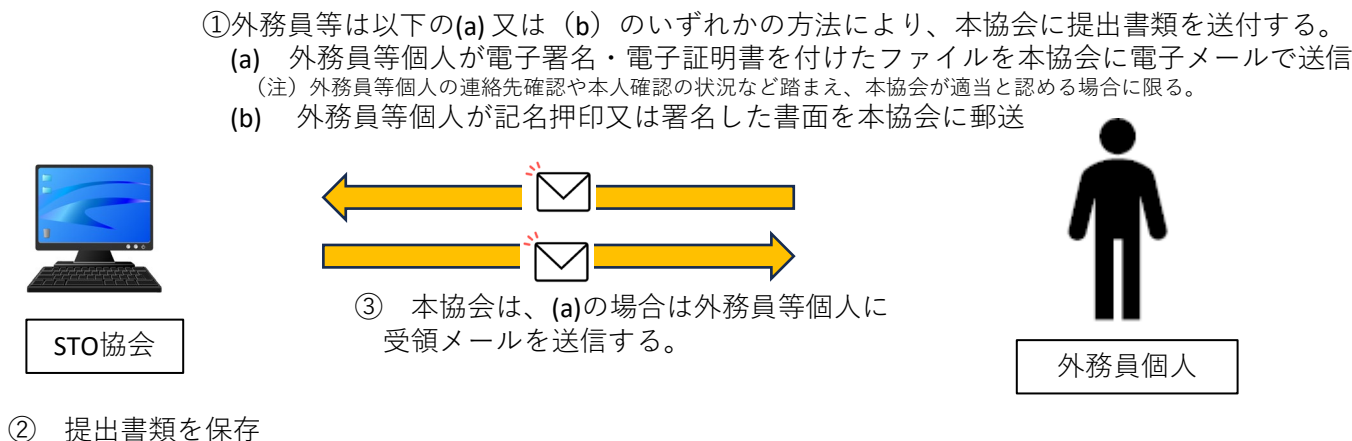 ①外務員等は以下の(a) 又は（b）のいずれかの方法により、本協会に提出書類を送付する。
(a)　外務員等個人が電子署名・電子証明書を付けたファイルを本協会に電子メールで送信
（注）外務員等個人の連絡先確認や本人確認の状況など踏まえ、本協会が適当と認める場合に限る。
(b)　外務員等個人が記名押印又は署名した書面を本協会に郵送
③　本協会は、(a)の場合は外務員等個人に
受領メールを送信する。
STO協会
外務員個人
②　提出書類を保存